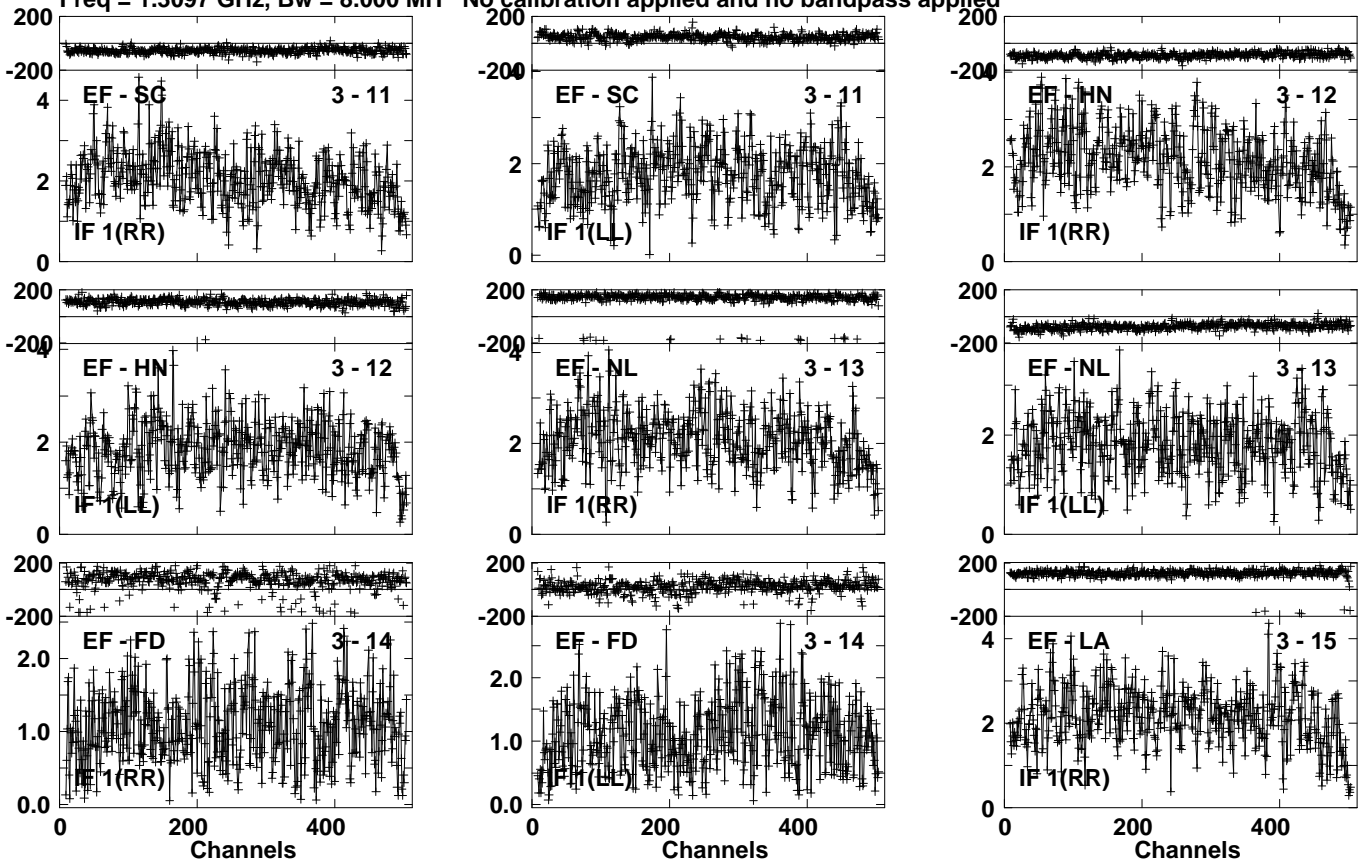 Freq = 1.3097 GHz, Bw = 8.000 MH No calibration applied and no bandpass applied
200
-200
EF - SC 3 - 11
4
2
IF 1(RR)
0
200
-200
4
EF - SC 3 - 11
2
IF 1(LL)
0
200
-200
4
EF - HN 3 - 12
2
IF 1(RR)
0
200
-200
4
EF - HN 3 - 12
2
IF 1(LL)
0
200
-200
4
EF - NL 3 - 13
2
IF 1(RR)
0
200
-200
EF - NL 3 - 13
2
IF 1(LL)
0
200
-200
EF - FD 3 - 14
2.0
1.0
IF 1(RR)
0.0
0 200 400
Channels
200
-200
EF - FD 3 - 14
2.0
1.0
IF 1(LL)
0.0
0 200 400
Channels
200
-200
EF - LA 3 - 15
4
2
IF 1(RR)
0
0 200 400
Channels